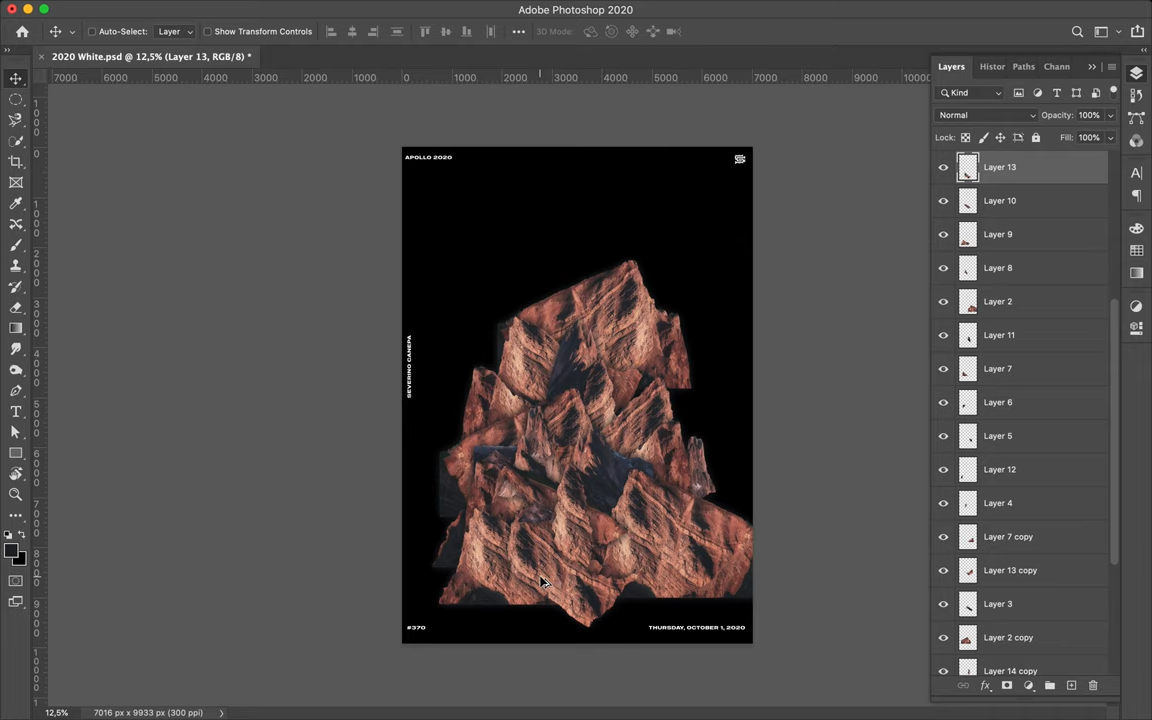 Adobe Photoshop 2020
Auto-Select: Layer Show Transform Controls ••• 3D Mode:
2020 White.psd @ 12,5% (Layer 13, RGB/8) *
7000 6000 5000 4000 3000 2000 1000 0 1000 2000 3000 4000 5000 6000 7000 8000 9000 10000
Layers Histor Paths Chann
Kind
Normal Opacity: 100%
Lock: Fill: 100%
Layer 13
Layer 10
Layer 9
Layer 8
Layer 2
Layer 11
Layer 7
Layer 6
Layer 5
Layer 12
Layer 4
Layer 7 copy
Layer 13 copy
Layer 3
Layer 2 copy
Layer 14 copy
APOLLO 2020
SEVERINO CANEPA
#370
THURSDAY, OCTOBER 1, 2020
12,5% 7016 px x 9933 px (300 ppi)